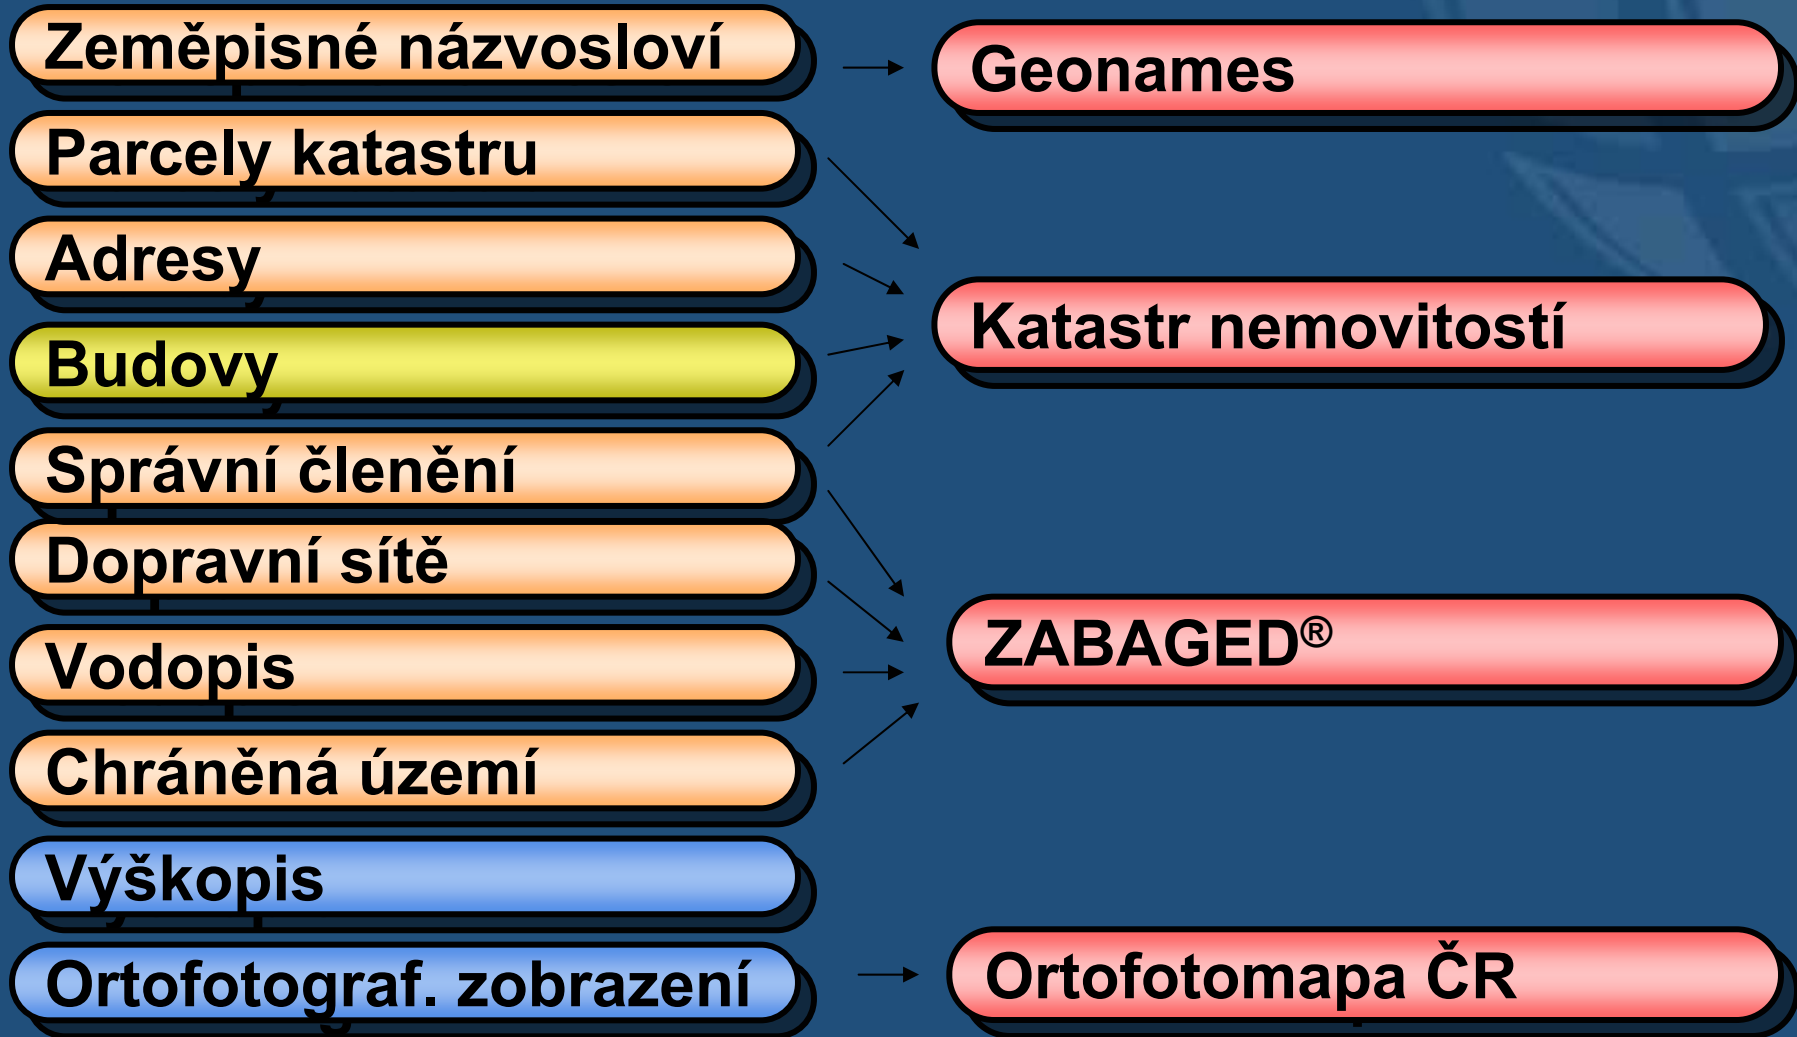 Zeměpisné názvosloví
Geonames
Parcely katastru
Adresy
Katastr nemovitostí
Budovy
Správní členění
Dopravní sítě
ZABAGED®
Vodopis
Chráněná území
Výškopis
Ortofotograf. zobrazení
Ortofotomapa ČR